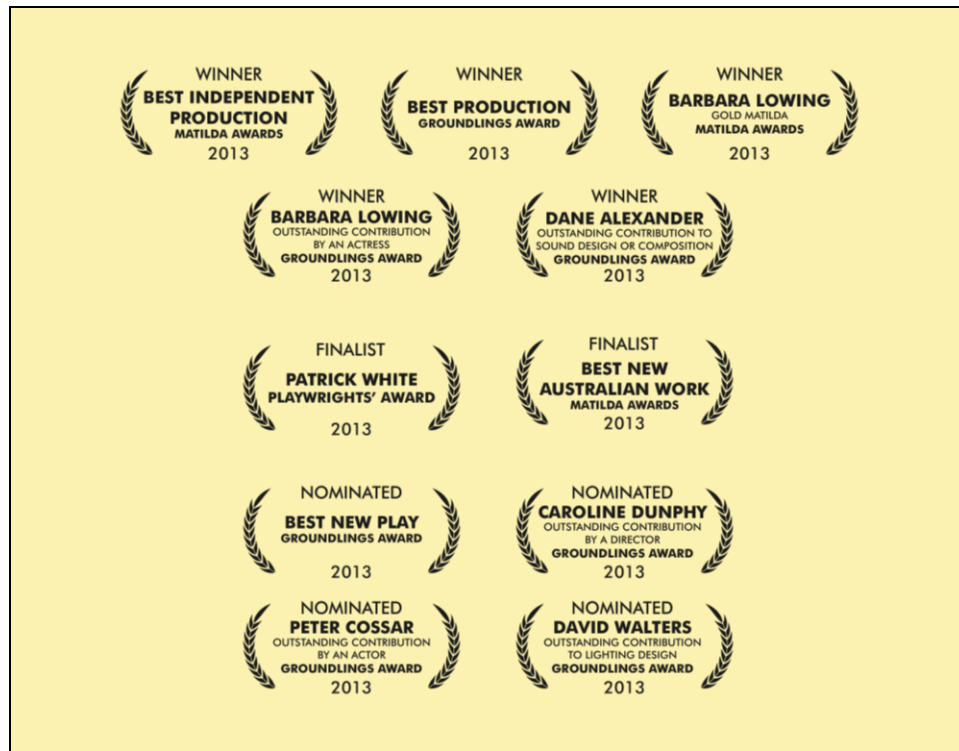 WINNER
BEST INDEPENDENT
PRODUCTION
MATILDA AWARDS
2013
WINNER
BEST PRODUCTION
GROUNDLINGS AWARD
2013
WINNER
BARBARA LOWING
GOLD MATILDA
MATILDA AWARDS
2013
WINNER
BARBARA LOWING
OUTSTANDING CONTRIBUTION
BY AN ACTRESS
GROUNDLINGS AWARD
2013
WINNER
DANE ALEXANDER
OUTSTANDING CONTRIBUTION TO
SOUND DESIGN OR COMPOSITION
GROUNDLINGS AWARD
2013
FINALIST
PATRICK WHITE
PLAYWRIGHTS' AWARD
2013
FINALIST
BEST NEW
AUSTRALIAN WORK
MATILDA AWARDS
2013
NOMINATED
BEST NEW PLAY
GROUNDLINGS AWARD
2013
NOMINATED
CAROLINE DUNPHY
OUTSTANDING CONTRIBUTION
BY A DIRECTOR
GROUNDLINGS AWARD
2013
NOMINATED
PETER COSSAR
OUTSTANDING CONTRIBUTION
BY AN ACTOR
GROUNDLINGS AWARD
2013
NOMINATED
DAVID WALTERS
OUTSTANDING CONTRIBUTION
TO LIGHTING DESIGN
GROUNDLINGS AWARD
2013